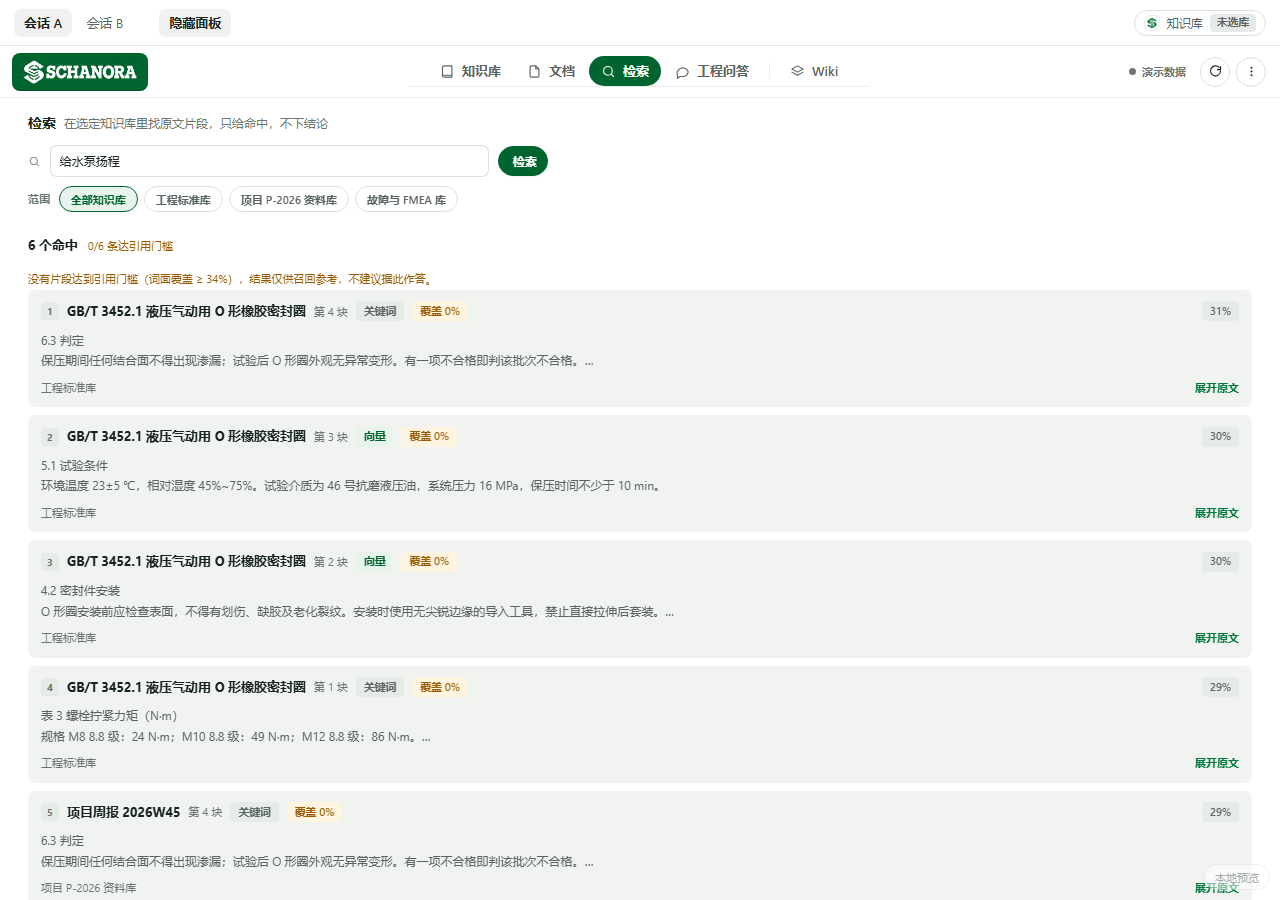 会话 A 会话 B 隐藏面板 知识库 未选库
SCHANORA 知识库 文档 检索 工程问答 Wiki 演示数据
检索 在选定知识库里找原文片段，只给命中，不下结论
给水泵扬程 检索
范围 全部知识库 工程标准库 项目 P-2026 资料库 故障与 FMEA 库
6 个命中 0/6 条达引用门槛
没有片段达到引用门槛（词面覆盖 ≥ 34%），结果仅供召回参考，不建议据此作答。
1 GB/T 3452.1 液压气动用 O 形橡胶密封圈 第 4 块 关键词 覆盖 0% 31%
6.3 判定
保压期间任何结合面不得出现渗漏；试验后 O 形圈外观无异常变形。有一项不合格即判该批次不合格。…
工程标准库 展开原文
2 GB/T 3452.1 液压气动用 O 形橡胶密封圈 第 3 块 向量 覆盖 0% 30%
5.1 试验条件
环境温度 23±5 ℃，相对湿度 45%~75%。试验介质为 46 号抗磨液压油，系统压力 16 MPa，保压时间不少于 10 min。
工程标准库 展开原文
3 GB/T 3452.1 液压气动用 O 形橡胶密封圈 第 2 块 向量 覆盖 0% 30%
4.2 密封件安装
O 形圈安装前应检查表面，不得有划伤、缺胶及老化裂纹。安装时使用无尖锐边缘的导入工具，禁止直接拉伸后套装。…
工程标准库 展开原文
4 GB/T 3452.1 液压气动用 O 形橡胶密封圈 第 1 块 关键词 覆盖 0% 29%
表 3 螺栓拧紧力矩（N·m）
规格 M8 8.8 级：24 N·m；M10 8.8 级：49 N·m；M12 8.8 级：86 N·m。…
工程标准库 展开原文
5 项目周报 2026W45 第 4 块 关键词 覆盖 0% 29%
6.3 判定
保压期间任何结合面不得出现渗漏；试验后 O 形圈外观无异常变形。有一项不合格即判该批次不合格。…
本地预览
项目 P-2026 资料库 展开原文